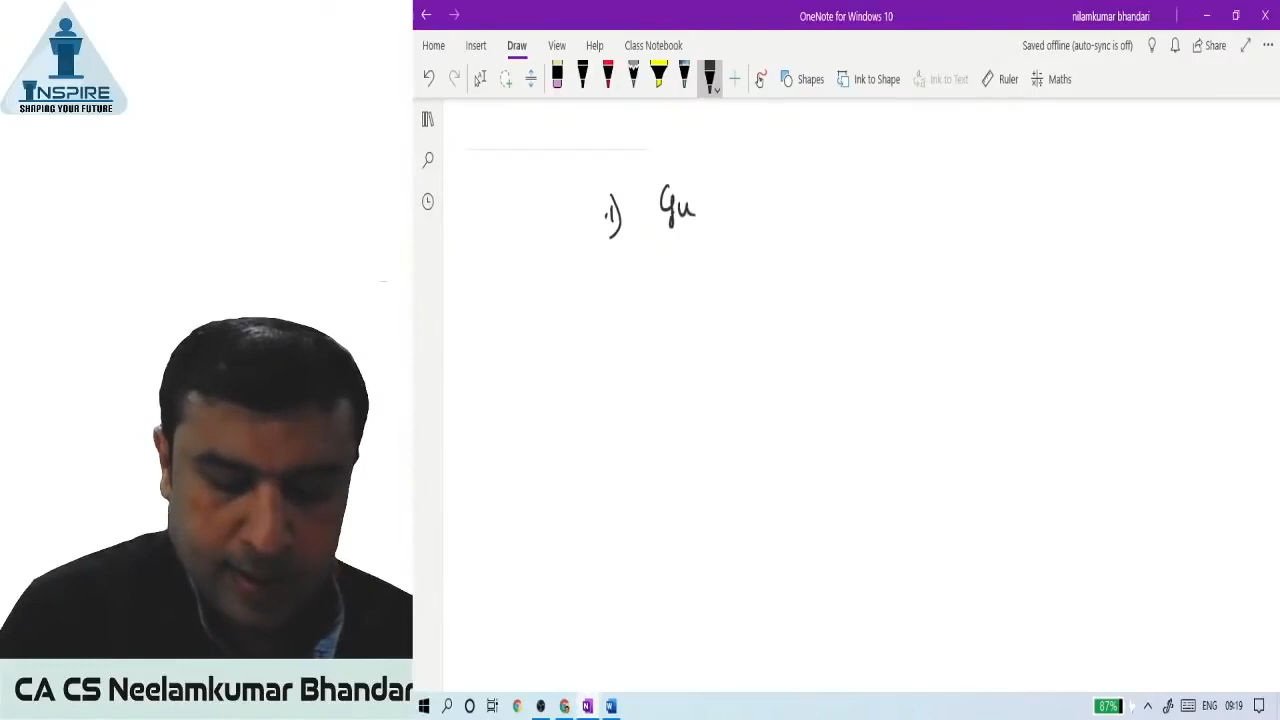 INSPIRE
SHAPING YOUR FUTURE
OneNote for Windows 10
nilamkumar bhandari
Home Insert Draw View Help Class Notebook
Saved offline (auto-sync is off)
Share
Shapes
Ink to Shape
Ink to Text
Ruler
Maths
1) Gu
CA CS Neelamkumar Bhandar
87%
ENG
09:19